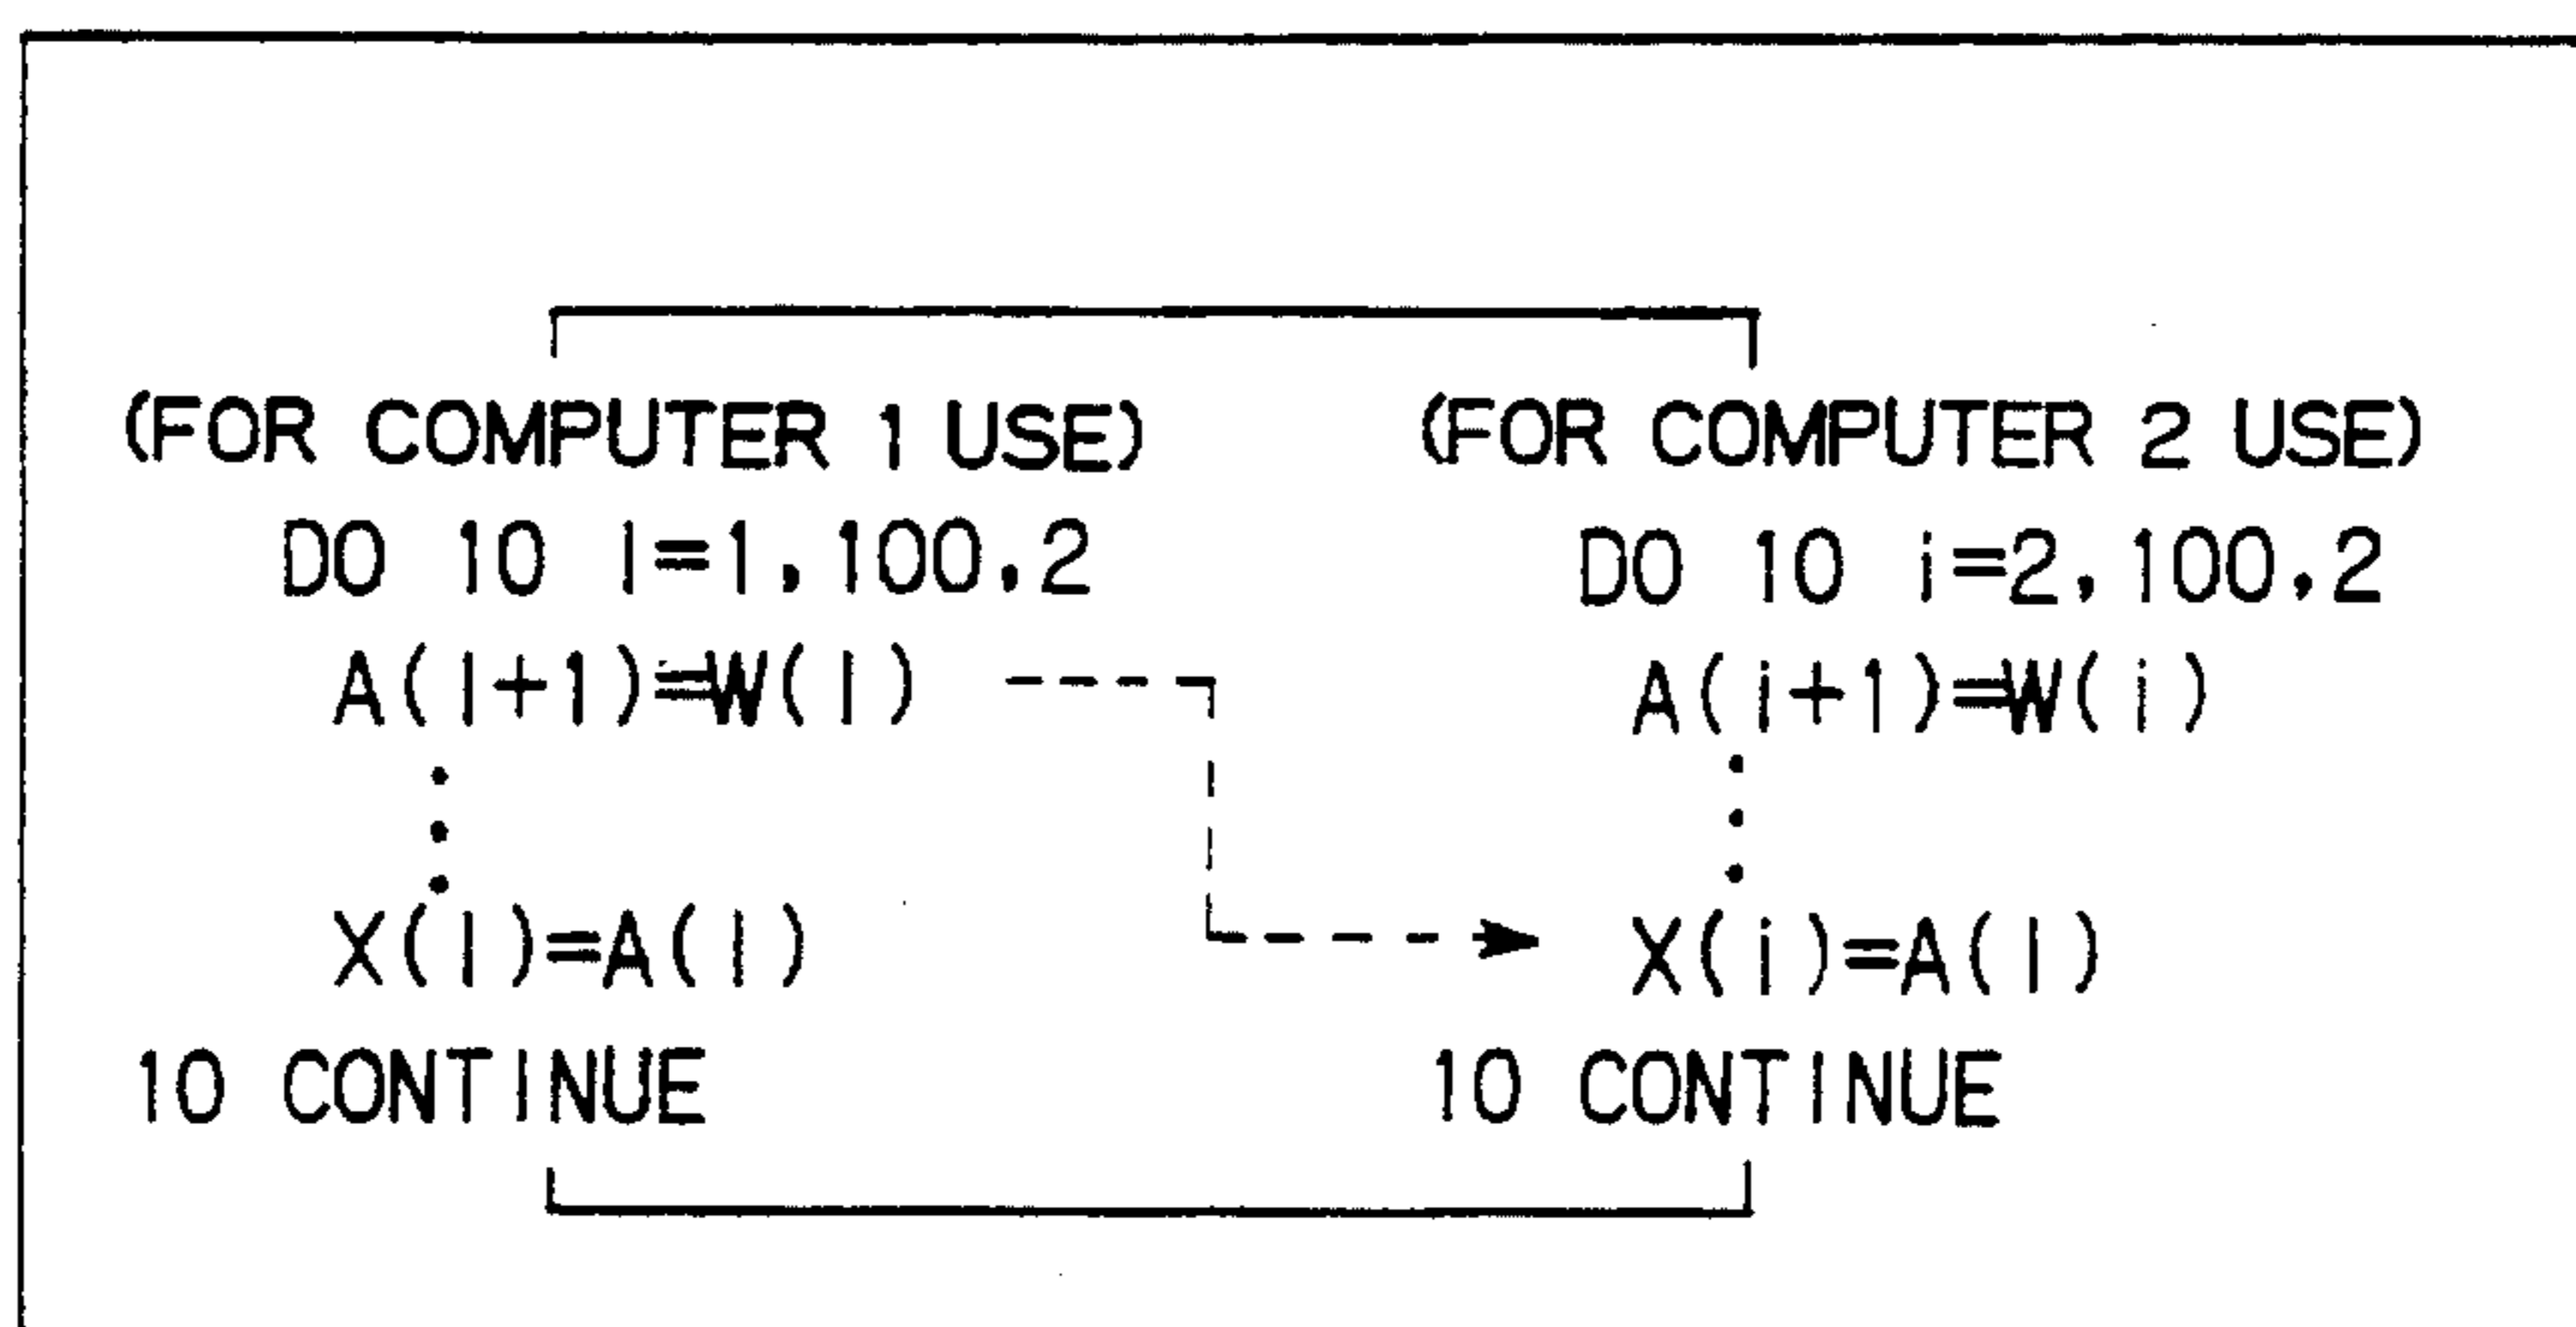 (FOR COMPUTER 1 USE)
DO 10 I=1,100,2
A(I+1)=W(I)
X(I)=A(I)
10 CONTINUE
(FOR COMPUTER 2 USE)
DO 10 i=2,100,2
A(i+1)=W(i)
X(i)=A(I)
10 CONTINUE